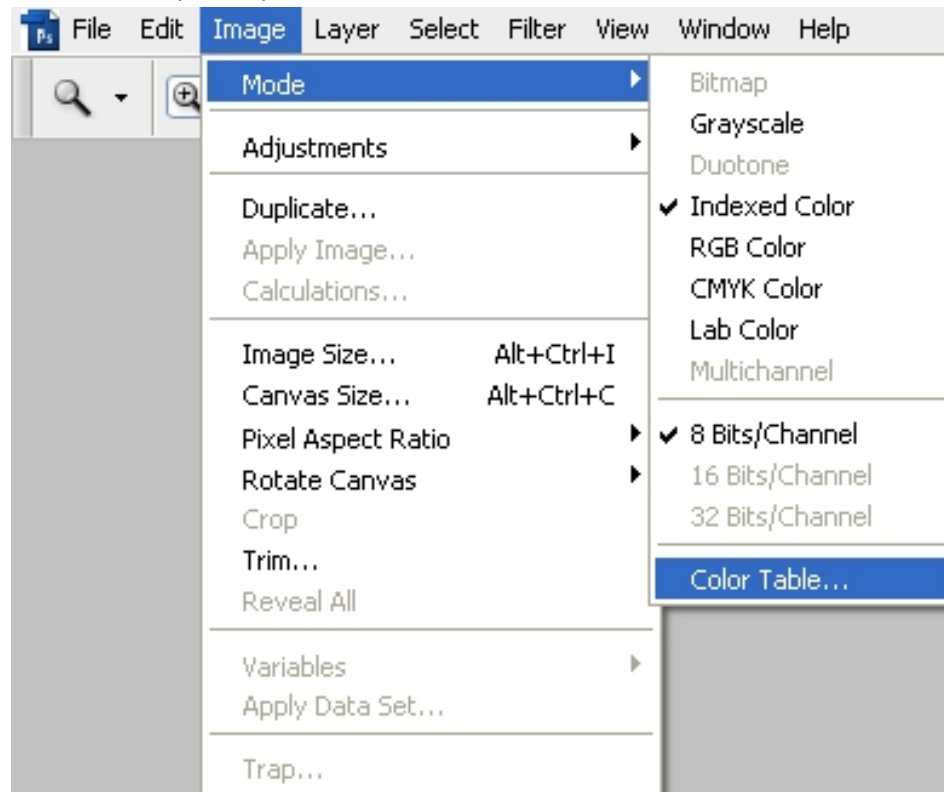 Ps File Edit Image Layer Select Filter View Window Help
Mode
Adjustments
Duplicate...
Apply Image...
Calculations...
Image Size... Alt+Ctrl+I
Canvas Size... Alt+Ctrl+C
Pixel Aspect Ratio
Rotate Canvas
Crop
Trim...
Reveal All
Variables
Apply Data Set...
Trap...
Bitmap
Grayscale
Duotone
Indexed Color
RGB Color
CMYK Color
Lab Color
Multichannel
8 Bits/Channel
16 Bits/Channel
32 Bits/Channel
Color Table...